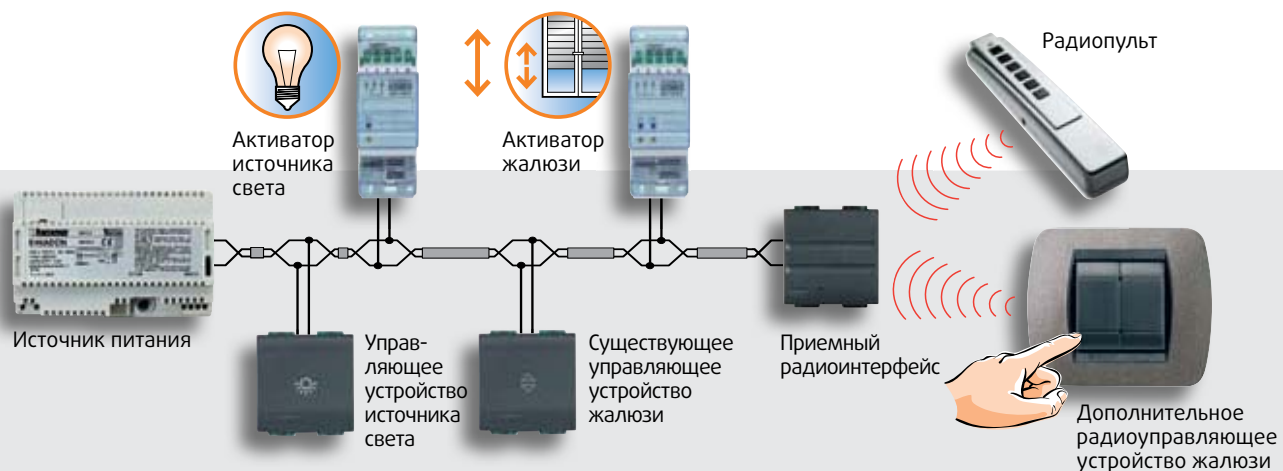 Радиопульт
Активатор
источника
света
Активатор
жалюзи
Источник питания
Управ-
ляющее
устройство
источника
света
Существующее
управляющее
устройство
жалюзи
Приемный
радиоинтерфейс
Дополнительное
радиоуправляющее
устройство жалюзи